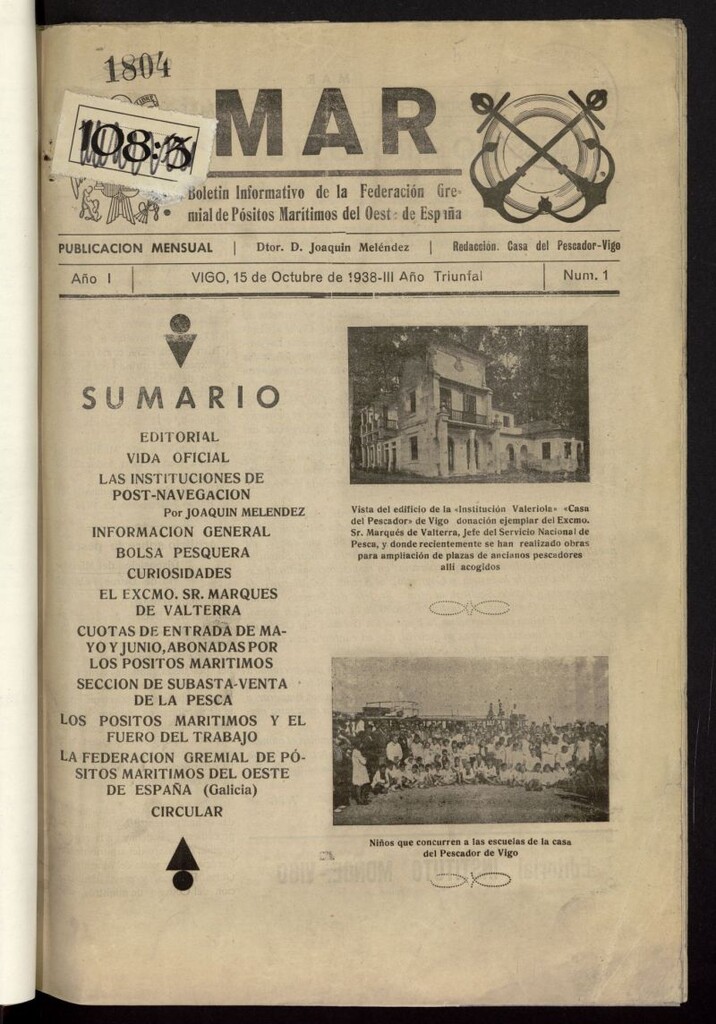 1804
108:3
MAR
Boletín Informativo de la Federación Gre-
mial de Pósitos Marítimos del Oeste de España
PUBLICACION MENSUAL | Dtor. D. Joaquín Meléndez | Redacción. Casa del Pescador-Vigo
Año I | VIGO, 15 de Octubre de 1938-III Año Triunfal | Num. 1
SUMARIO
EDITORIAL
VIDA OFICIAL
LAS INSTITUCIONES DE
POST-NAVEGACION
Por JOAQUIN MELENDEZ
INFORMACION GENERAL
BOLSA PESQUERA
CURIOSIDADES
EL EXCMO. SR. MARQUES
DE VALTERRA
CUOTAS DE ENTRADA DE MA-
YO Y JUNIO, ABONADAS POR
LOS POSITOS MARITIMOS
SECCION DE SUBASTA-VENTA
DE LA PESCA
LOS POSITOS MARITIMOS Y EL
FUERO DEL TRABAJO
LA FEDERACION GREMIAL DE PÓ-
SITOS MARITIMOS DEL OESTE
DE ESPAÑA (Galicia)
CIRCULAR
Vista del edificio de la «Institución Valeriola» «Casa
del Pescador» de Vigo donación ejemplar del Excmo.
Sr. Marqués de Valterra, Jefe del Servicio Nacional de
Pesca, y donde recientemente se han realizado obras
para ampliación de plazas de ancianos pescadores
allí acogidos
Niños que concurren a las escuelas de la casa
del Pescador de Vigo